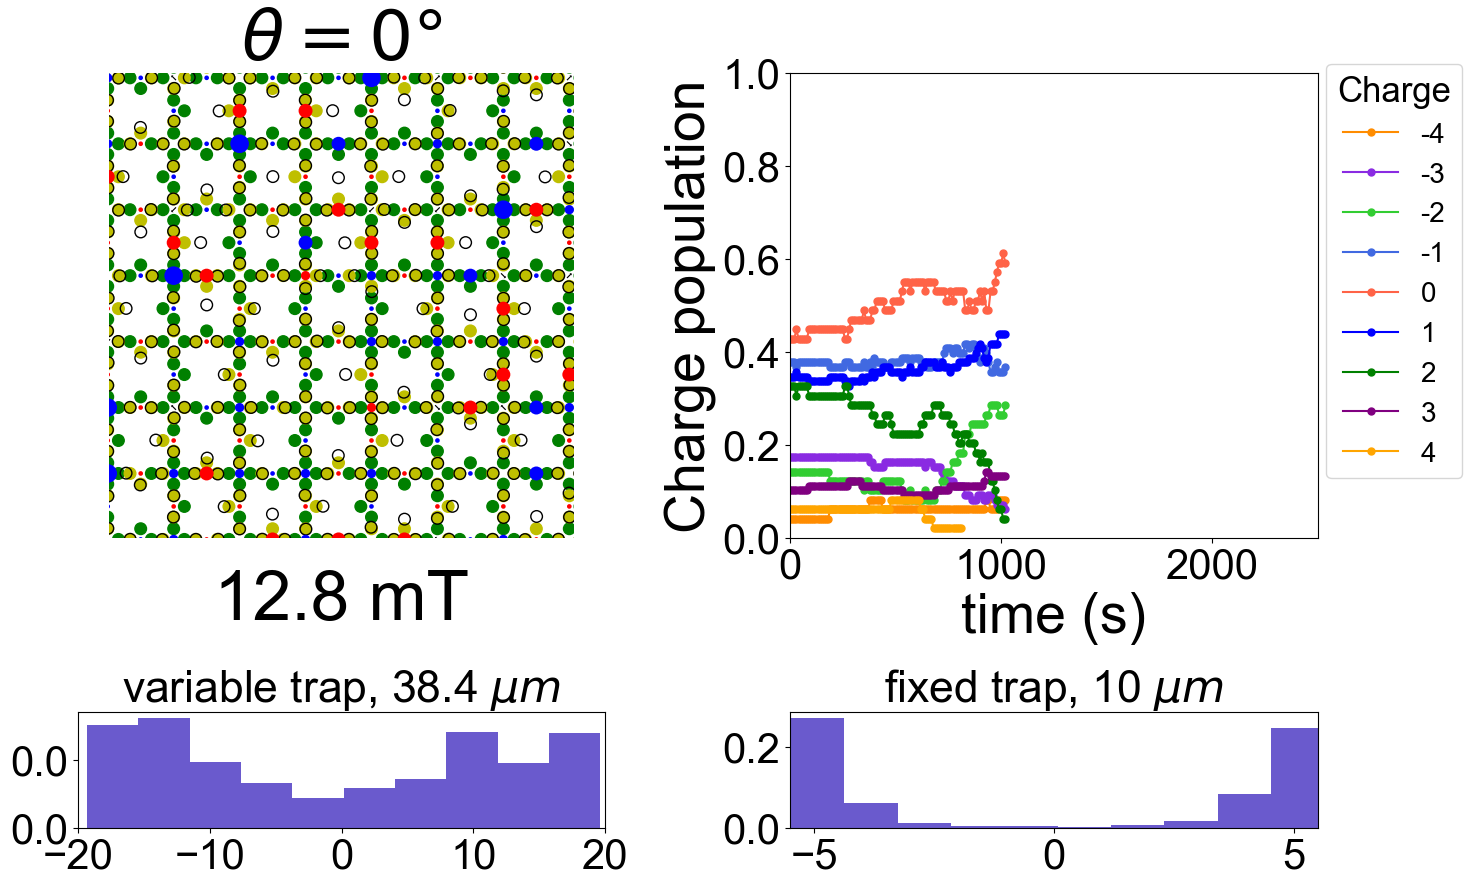 θ = 0°
12.8 mT
1.0
0.8
0.6
0.4
0.2
0.0
Charge population
0 1000 2000
time (s)
Charge
-4
-3
-2
-1
0
1
2
3
4
variable trap, 38.4 μm
0.0
0.0
−20 −10 0 10 20
fixed trap, 10 μm
0.2
0.0
−5 0 5